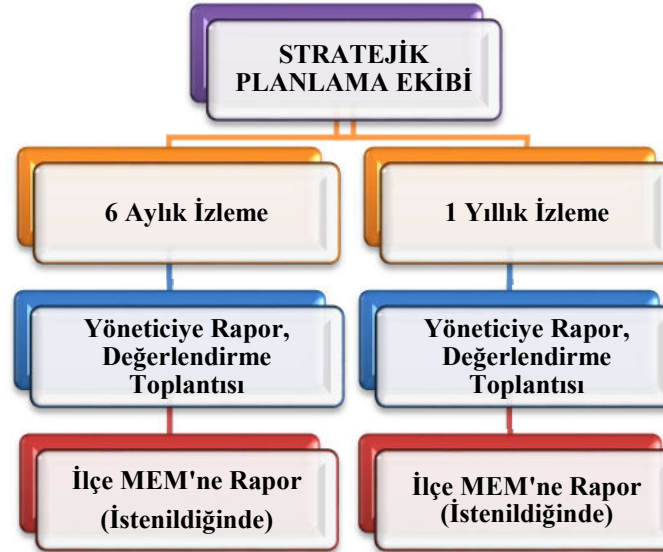 STRATEJİK
PLANLAMA EKİBİ
6 Aylık İzleme
Yöneticiye Rapor,
Değerlendirme
Toplantısı
İlçe MEM'ne Rapor
(İstenildiğinde)
1 Yıllık İzleme
Yöneticiye Rapor,
Değerlendirme
Toplantısı
İlçe MEM'ne Rapor
(İstenildiğinde)